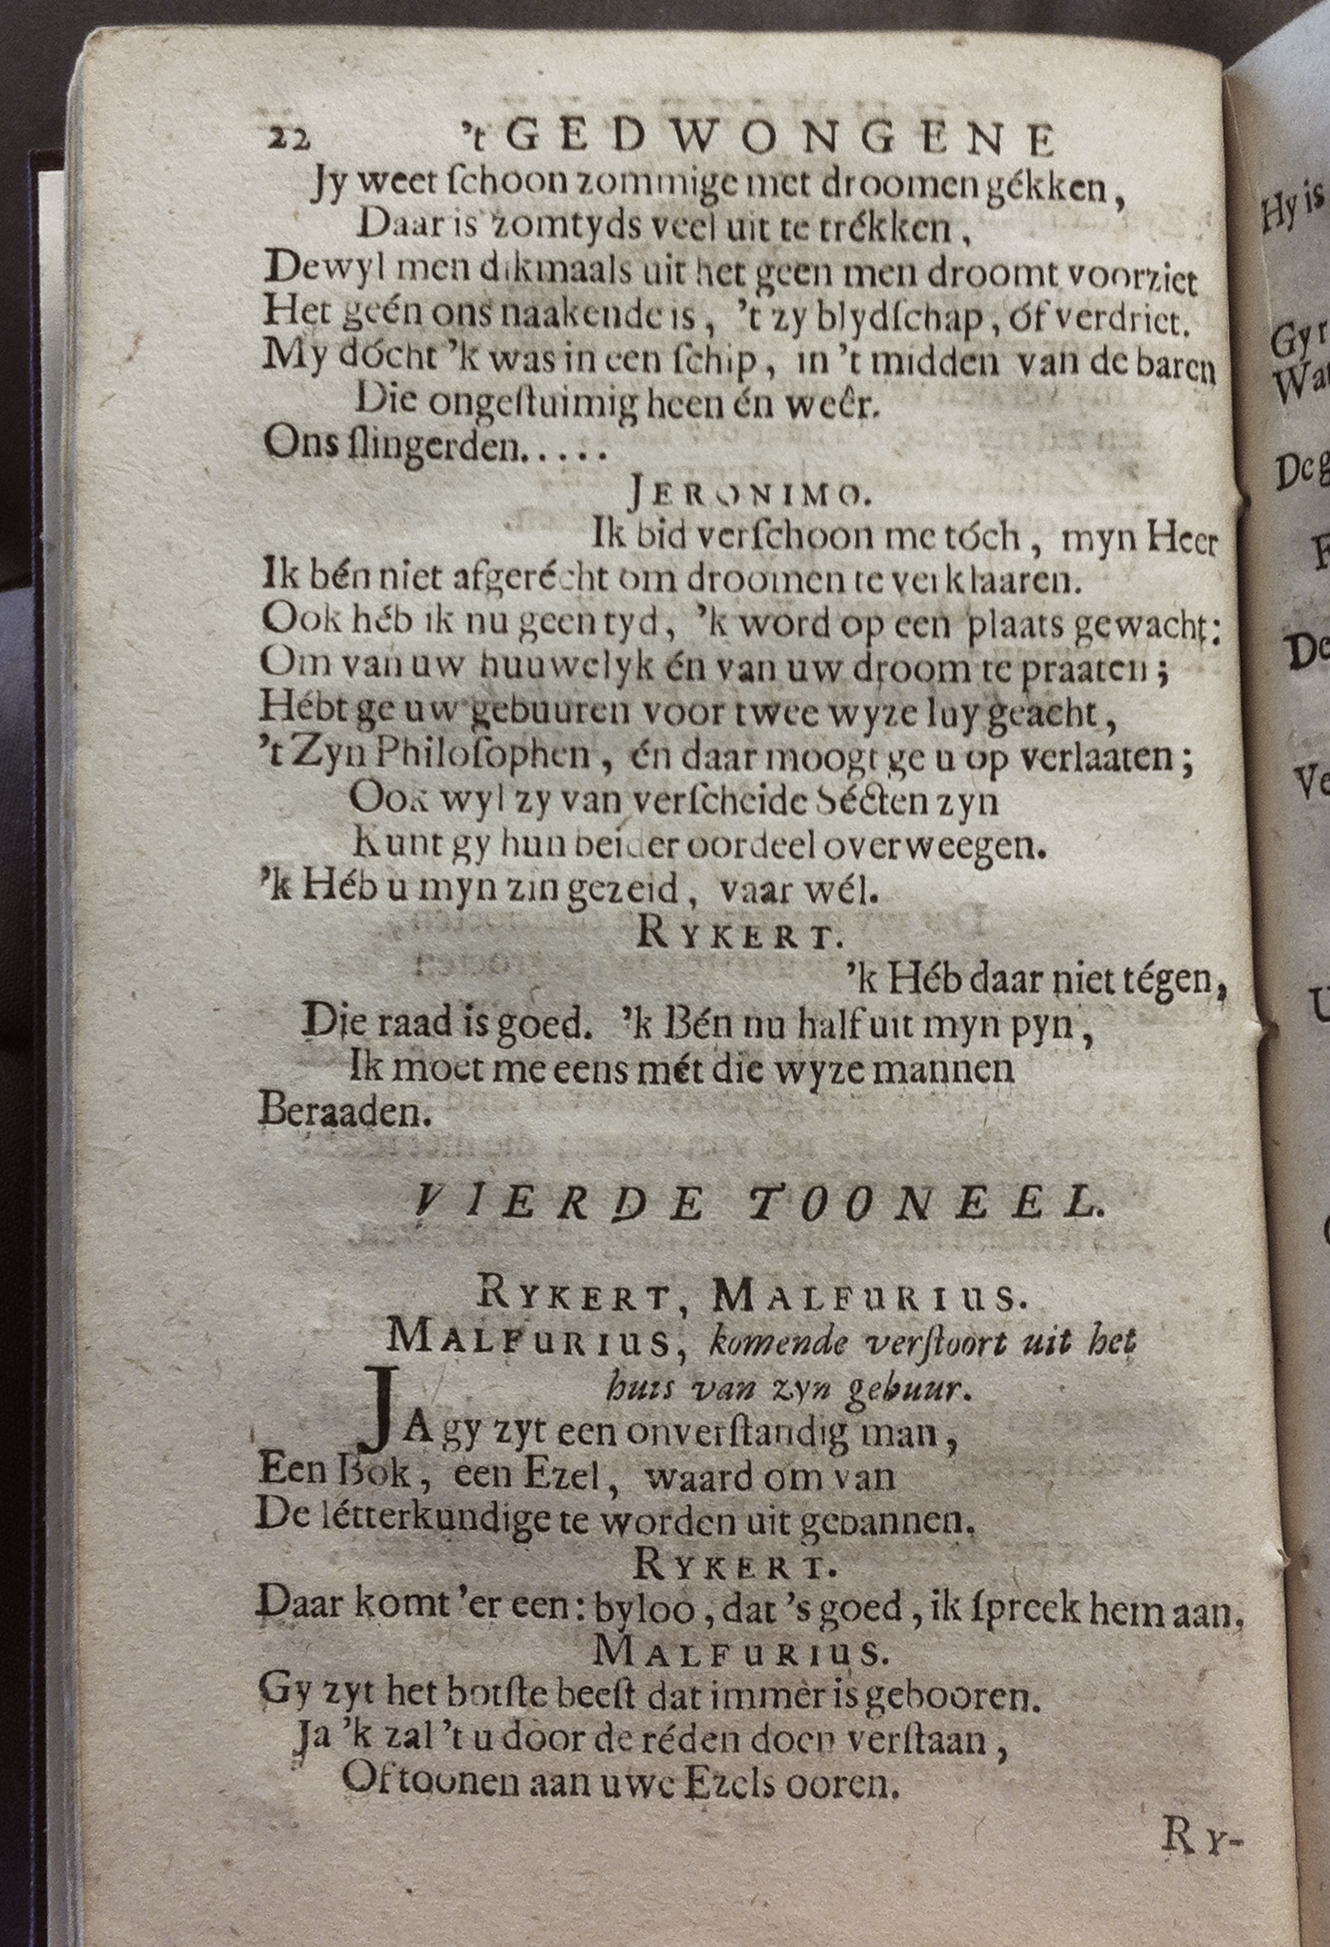 22 't GEDWONGENE
Jy weet ſchoon zommige met droomen gékken,
Daar is zomtyds veel uit te trékken,
Dewyl men dikmaals uit het geen men droomt voorziet
Het geén ons naakende is, 't zy blydſchap, óf verdriet.
My dócht 'k was in een ſchip, in 't midden van de baren
Die ongeſtuimig heen én weêr.
Ons ſlingerden.....
JERONIMO.
Ik bid verſchoon me tóch, myn Heer
Ik bén niet afgerécht om droomen te verklaaren.
Ook héb ik nu geen tyd, 'k word op een plaats gewacht:
Om van uw huuwelyk én van uw droom te praaten;
Hébt ge uw gebuuren voor twee wyze luy geacht,
't Zyn Philoſophen, én daar moogt ge u op verlaaten;
Ook wyl zy van verſcheide Sécten zyn
Kunt gy hun beider oordeel overweegen.
'k Héb u myn zin gezeid, vaar wél.
RYKERT.
'k Héb daar niet tégen,
Die raad is goed. 'k Bén nu half uit myn pyn,
Ik moet me eens mét die wyze mannen
Beraaden.
VIERDE TOONEEL.
RYKERT, MALFURIUS.
MALFURIUS, komende verſtoort uit het
huis van zyn gebuur.
JA gy zyt een onverſtandig man,
Een Bok, een Ezel, waard om van
De létterkundige te worden uit gebannen.
RYKERT.
Daar komt 'er een: byloo, dat 's goed, ik ſpreek hem aan.
MALFURIUS.
Gy zyt het botſte beeſt dat immer is gebooren.
Ja 'k zal 't u door de réden doen verſtaan,
Of toonen aan uwe Ezels ooren.
RY-
Hy is
Gy
De
De
Ve